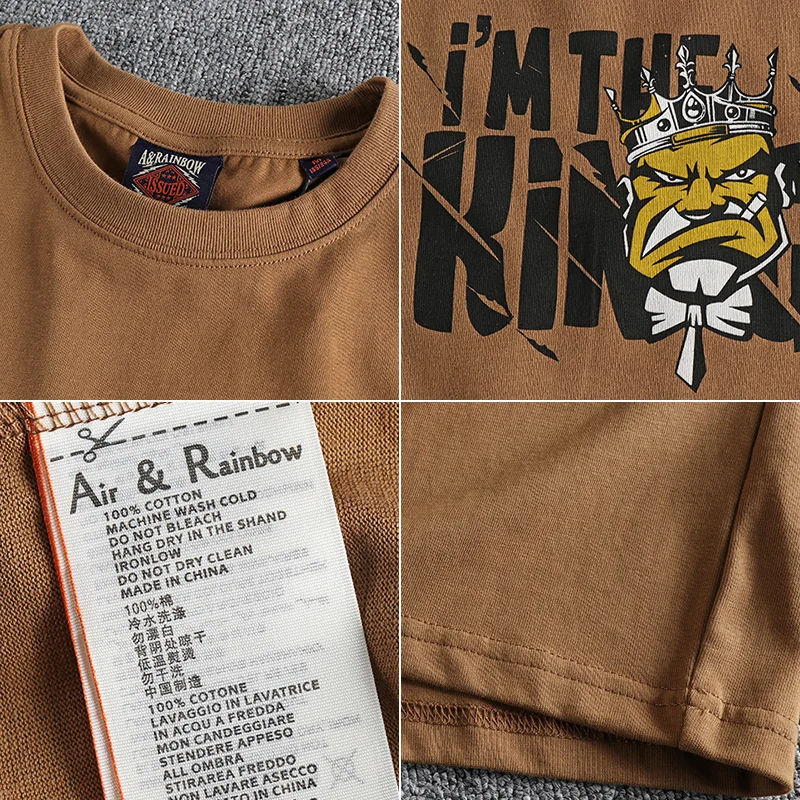 A&RAINBOW
ISSUED
I'M THE
KIN
Air & Rainbow
100% COTTON
MACHINE WASH COLD
DO NOT BLEACH
HANG DRY IN THE SHAND
IRONLOW
DO NOT DRY CLEAN
MADE IN CHINA
100%棉
冷水洗涤
勿漂白
背阴处晾干
低温熨烫
勿干洗
中国制造
100% COTONE
LAVAGGIO IN LAVATRICE
IN ACQU A FREDDA
MON CANDEGGIARE
STENDERE APPESO
ALL OMBRA
STIRAREA FREDDO
NON LAVARE ASECCO
FABBRICATO IN CHINA